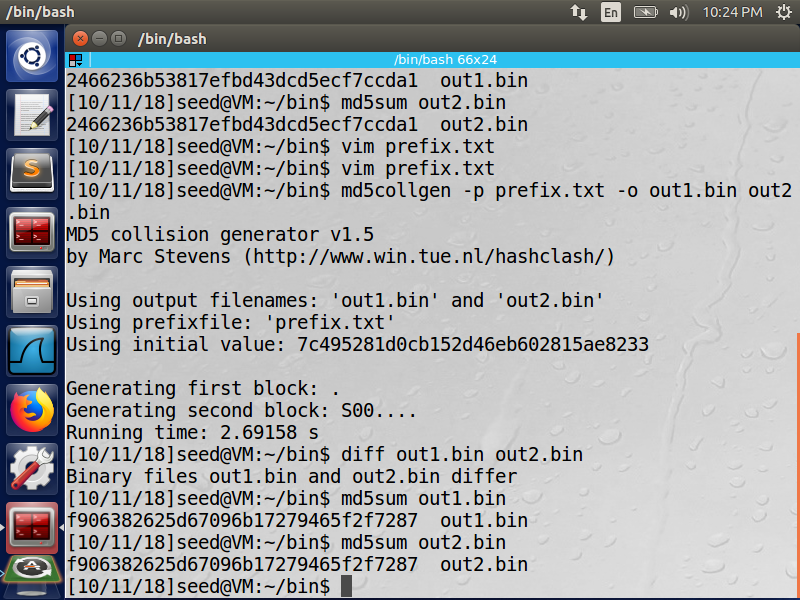 /bin/bash
En
10:24 PM
/bin/bash
/bin/bash 66x24
2466236b53817efbd43dcd5ecf7ccda1  out1.bin
[10/11/18]seed@VM:~/bin$ md5sum out2.bin
2466236b53817efbd43dcd5ecf7ccda1  out2.bin
[10/11/18]seed@VM:~/bin$ vim prefix.txt
[10/11/18]seed@VM:~/bin$ vim prefix.txt
[10/11/18]seed@VM:~/bin$ md5collgen -p prefix.txt -o out1.bin out2
.bin
MD5 collision generator v1.5
by Marc Stevens (http://www.win.tue.nl/hashclash/)
Using output filenames: 'out1.bin' and 'out2.bin'
Using prefixfile: 'prefix.txt'
Using initial value: 7c495281d0cb152d46eb602815ae8233
Generating first block: .
Generating second block: S00....
Running time: 2.69158 s
[10/11/18]seed@VM:~/bin$ diff out1.bin out2.bin
Binary files out1.bin and out2.bin differ
[10/11/18]seed@VM:~/bin$ md5sum out1.bin
f906382625d67096b17279465f2f7287  out1.bin
[10/11/18]seed@VM:~/bin$ md5sum out2.bin
f906382625d67096b17279465f2f7287  out2.bin
[10/11/18]seed@VM:~/bin$